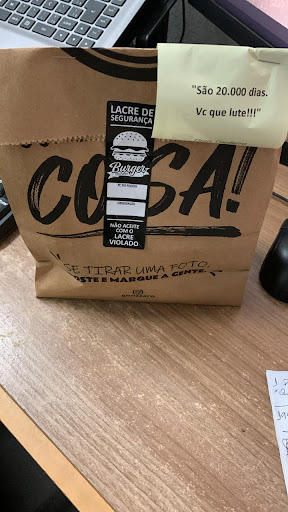 "São 20.000 dias.
Vc que lute!!!"
LACRE DE
SEGURANÇA
Burger
NÃO ACEITE
COM O
LACRE
VIOLADO
SE TIRAR UMA FOTO,
POSTE E MARQUE A GENTE.